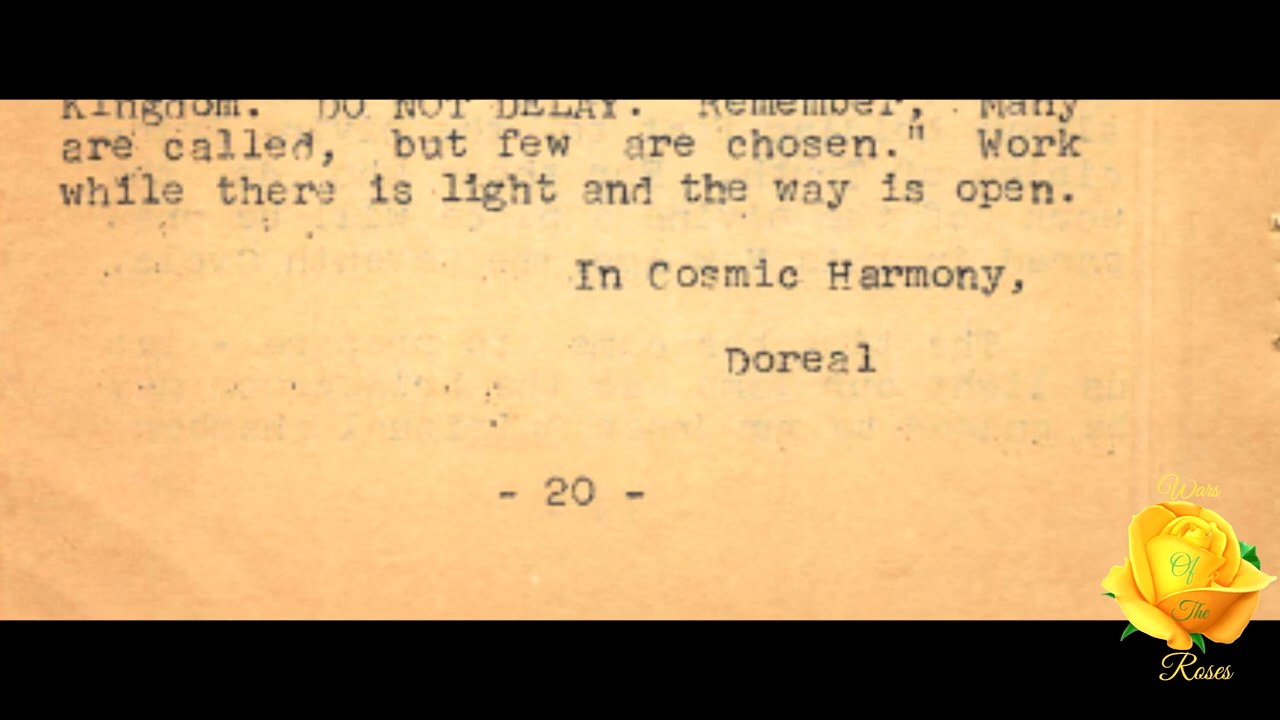 Kingdom. DO NOT DELAY. Remember, Many
are called, but few are chosen." Work
while there is light and the way is open.
In Cosmic Harmony,
Doreal
- 20 -
Wars
Of
The
Roses